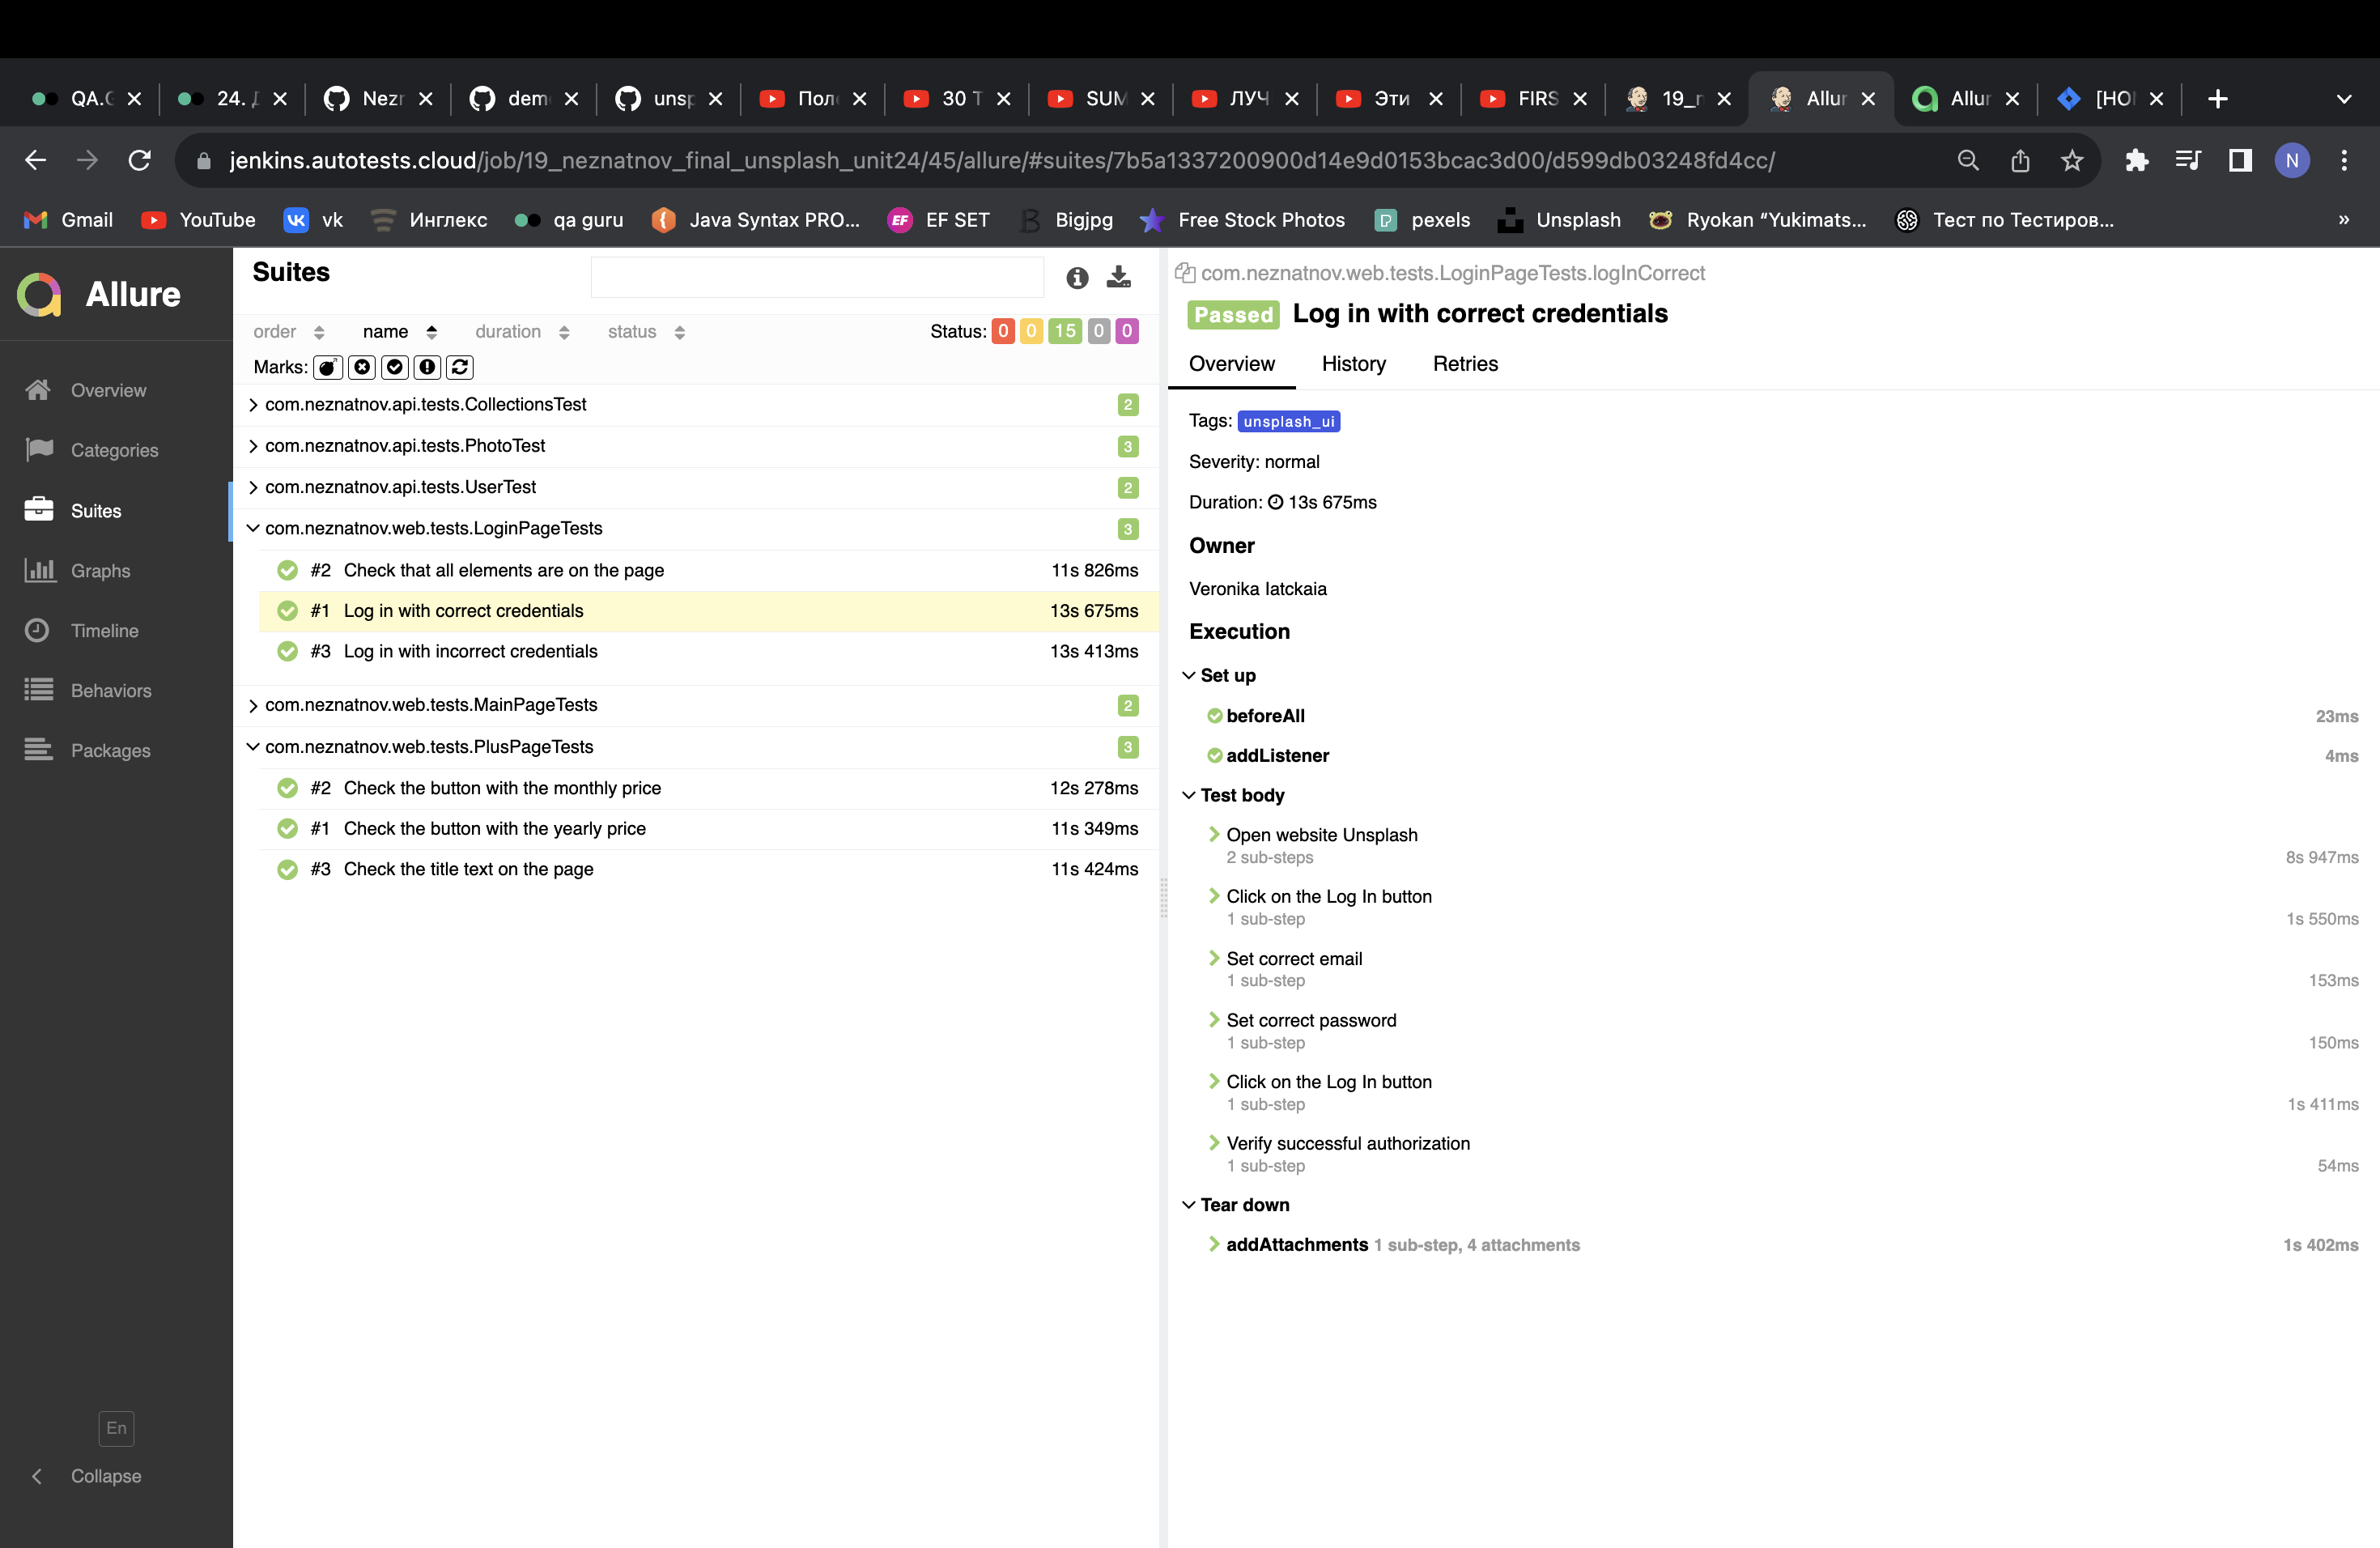 QA.G
24. Д
Nezn
dem
unsp
Пол
30 T
SUM
ЛУЧ
Эти
FIRS
19_n
Allur
Allur
[HO
jenkins.autotests.cloud/job/19_neznatnov_final_unsplash_unit24/45/allure/#suites/7b5a1337200900d14e9d0153bcac3d00/d599db03248fd4cc/
N
Gmail
YouTube
vk
Инглекс
qa guru
Java Syntax PRO...
EF SET
Bigjpg
Free Stock Photos
pexels
Unsplash
Ryokan “Yukimats...
Тест по Тестиров...
»
Allure
Overview
Categories
Suites
Graphs
Timeline
Behaviors
Packages
En
Collapse
Suites
order name duration status
Status: 0 0 15 0 0
Marks:
com.neznatnov.api.tests.CollectionsTest 2
com.neznatnov.api.tests.PhotoTest 3
com.neznatnov.api.tests.UserTest 2
com.neznatnov.web.tests.LoginPageTests 3
#2 Check that all elements are on the page 11s 826ms
#1 Log in with correct credentials 13s 675ms
#3 Log in with incorrect credentials 13s 413ms
com.neznatnov.web.tests.MainPageTests 2
com.neznatnov.web.tests.PlusPageTests 3
#2 Check the button with the monthly price 12s 278ms
#1 Check the button with the yearly price 11s 349ms
#3 Check the title text on the page 11s 424ms
com.neznatnov.web.tests.LoginPageTests.logInCorrect
Passed Log in with correct credentials
Overview History Retries
Tags: unsplash_ui
Severity: normal
Duration: 13s 675ms
Owner
Veronika Iatckaia
Execution
Set up
beforeAll 23ms
addListener 4ms
Test body
Open website Unsplash
2 sub-steps 8s 947ms
Click on the Log In button
1 sub-step 1s 550ms
Set correct email
1 sub-step 153ms
Set correct password
1 sub-step 150ms
Click on the Log In button
1 sub-step 1s 411ms
Verify successful authorization
1 sub-step 54ms
Tear down
addAttachments 1 sub-step, 4 attachments 1s 402ms